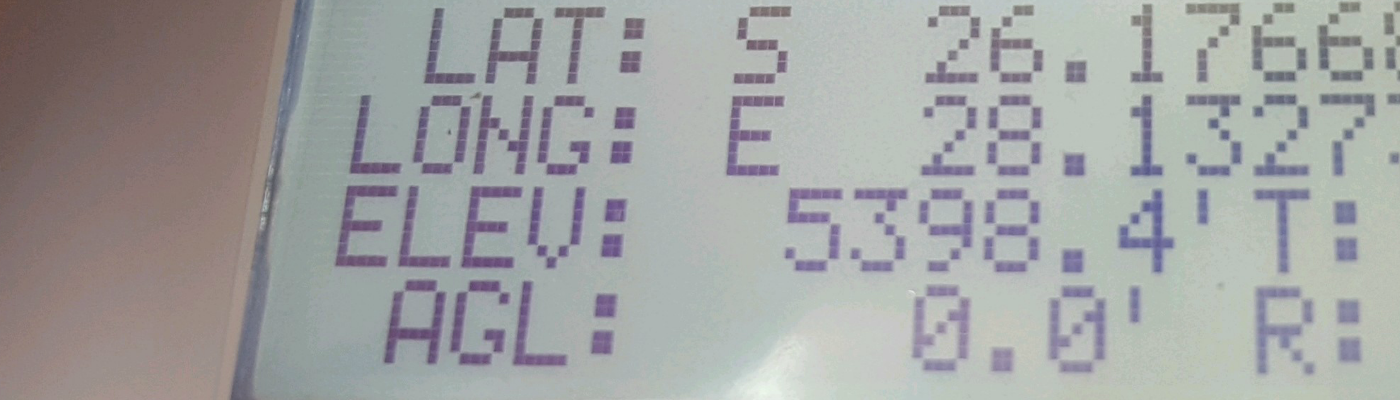 LAT: S 26.1766
LONG: E 28.1327
ELEV: 5398.4' T:
AGL: 0.0' R: